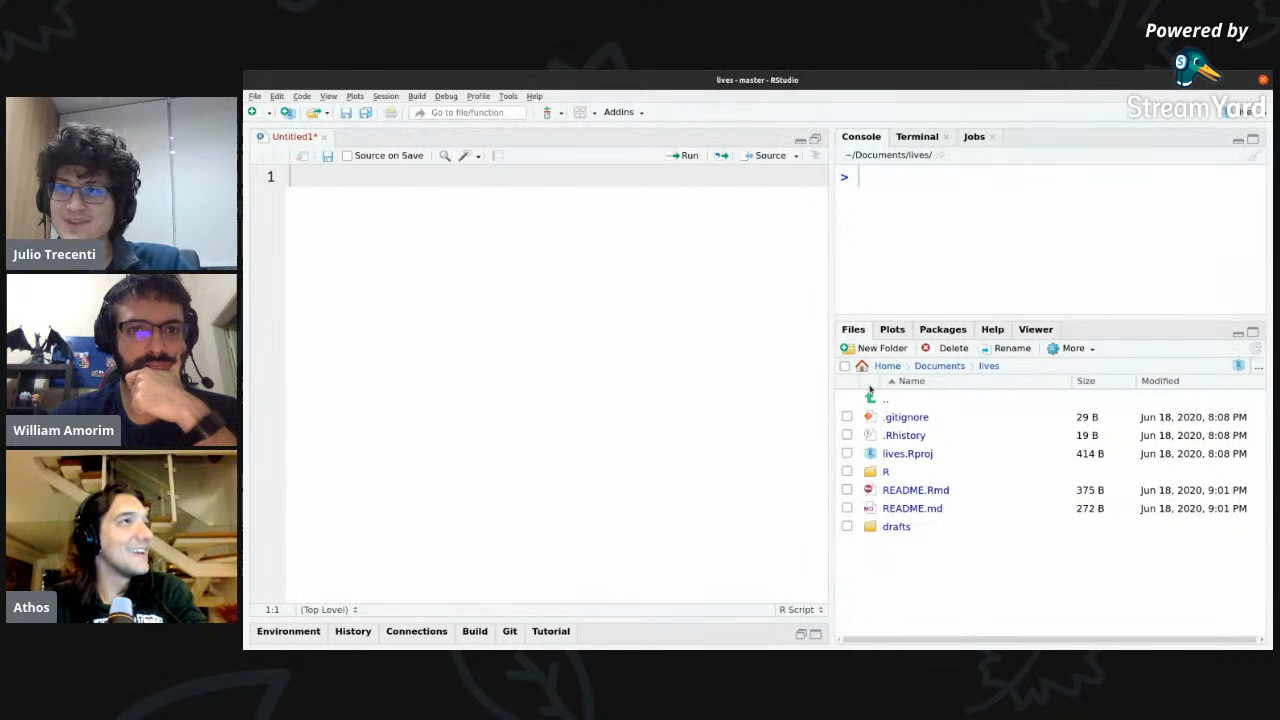 Powered by
StreamYard
lives - master - RStudio
File Edit Code View Plots Session Build Debug Profile Tools Help
Go to file/function Addins
Untitled1*
Source on Save Run Source
1
1:1 (Top Level) R Script
Environment History Connections Build Git Tutorial
Console Terminal Jobs
~/Documents/lives/
>
Files Plots Packages Help Viewer
New Folder Delete Rename More
Home Documents lives ...
Name Size Modified
..
.gitignore 29 B Jun 18, 2020, 8:08 PM
.Rhistory 19 B Jun 18, 2020, 8:08 PM
lives.Rproj 414 B Jun 18, 2020, 8:08 PM
R
README.Rmd 375 B Jun 18, 2020, 9:01 PM
README.md 272 B Jun 18, 2020, 9:01 PM
drafts
Julio Trecenti
William Amorim
Athos